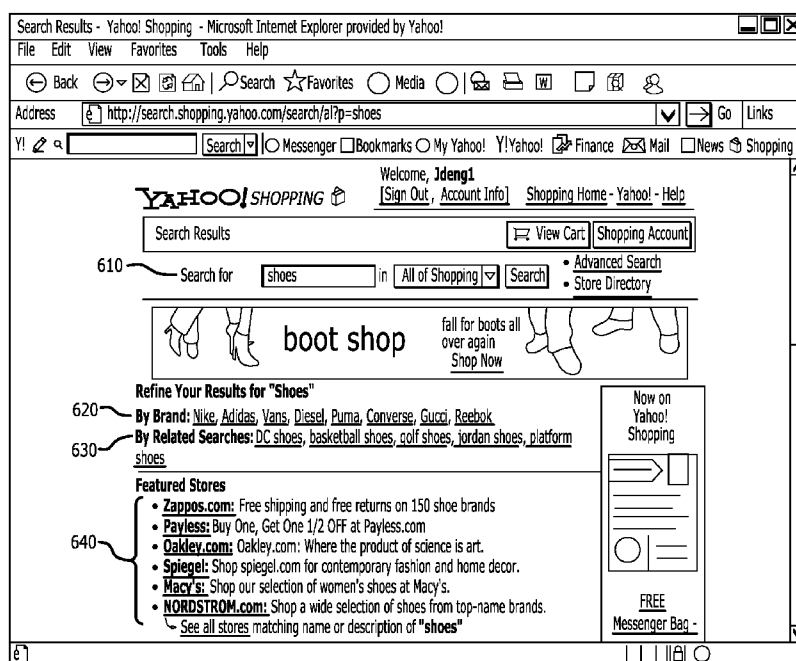 Search Results - Yahoo! Shopping - Microsoft Internet Explorer provided by Yahoo!
File Edit View Favorites Tools Help
Back Search Favorites Media W
Address http://search.shopping.yahoo.com/search/al?p=shoes Go Links
Y! Search Messenger Bookmarks My Yahoo! Y!Yahoo! Finance Mail News Shopping
Welcome, Jdeng1
YAHOO! SHOPPING [Sign Out, Account Info] Shopping Home - Yahoo! - Help
Search Results View Cart Shopping Account
610 Search for shoes in All of Shopping Search • Advanced Search
• Store Directory
boot shop
fall for boots all
over again
Shop Now
Refine Your Results for "Shoes"
620 By Brand: Nike, Adidas, Vans, Diesel, Puma, Converse, Gucci, Reebok
630 By Related Searches: DC shoes, basketball shoes, golf shoes, jordan shoes, platform
shoes
Featured Stores
• Zappos.com: Free shipping and free returns on 150 shoe brands
• Payless: Buy One, Get One 1/2 OFF at Payless.com
640 • Oakley.com: Oakley.com: Where the product of science is art.
• Spiegel: Shop spiegel.com for contemporary fashion and home decor.
• Macy's: Shop our selection of women's shoes at Macy's.
• NORDSTROM.com: Shop a wide selection of shoes from top-name brands.
See all stores matching name or description of "shoes"
Now on
Yahoo!
Shopping
FREE
Messenger Bag -